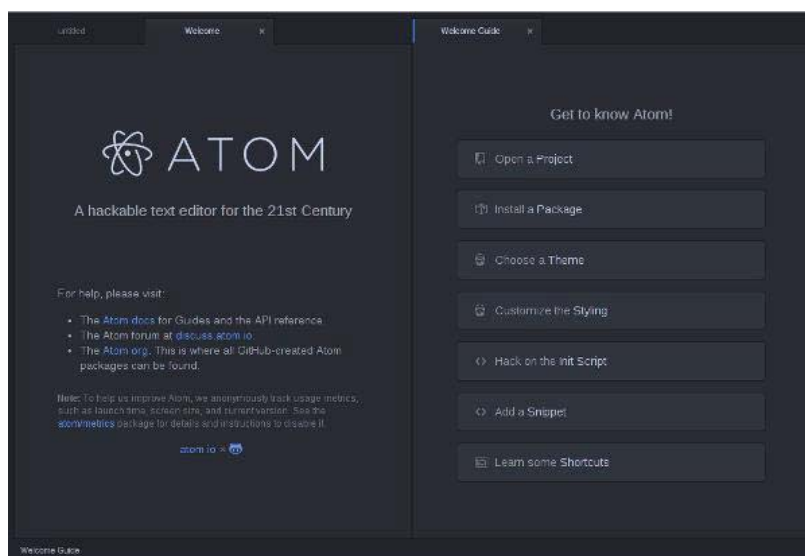 untitled
Welcome
Welcome Guide
ATOM
A hackable text editor for the 21st Century
For help, please visit:
• The Atom docs for Guides and the API reference.
• The Atom forum at discuss.atom.io.
• The Atom org. This is where all GitHub-created Atom
packages can be found.
Note: To help us improve Atom, we anonymously track usage metrics,
such as launch time, screen size, and current version. See the
atom/metrics package for details and instructions to disable it.
atom.io ×
Get to know Atom!
Open a Project
Install a Package
Choose a Theme
Customize the Styling
Hack on the Init Script
Add a Snippet
Learn some Shortcuts
Welcome Guide